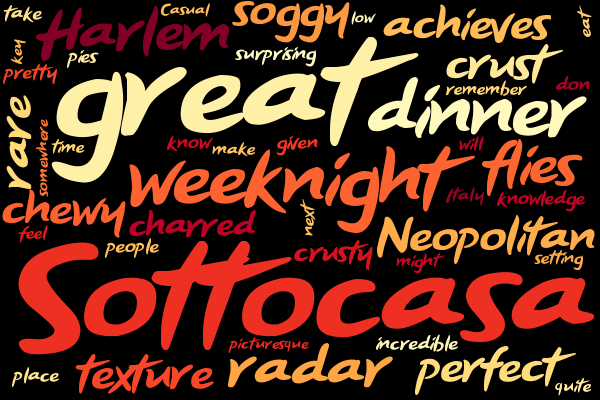 take
Harlem
Casual
soggy
low
achieves
eat
key
pies
surprising
crust
pretty
great
remember
don
rare
dinner
somewhere
time
know
make
given
will
flies
weeknight
Italy
knowledge
chewy
charred
next
feel
people
crusty
Neopolitan
might
setting
Sottocasa
picturesque
incredible
place
texture
radar
perfect
quite